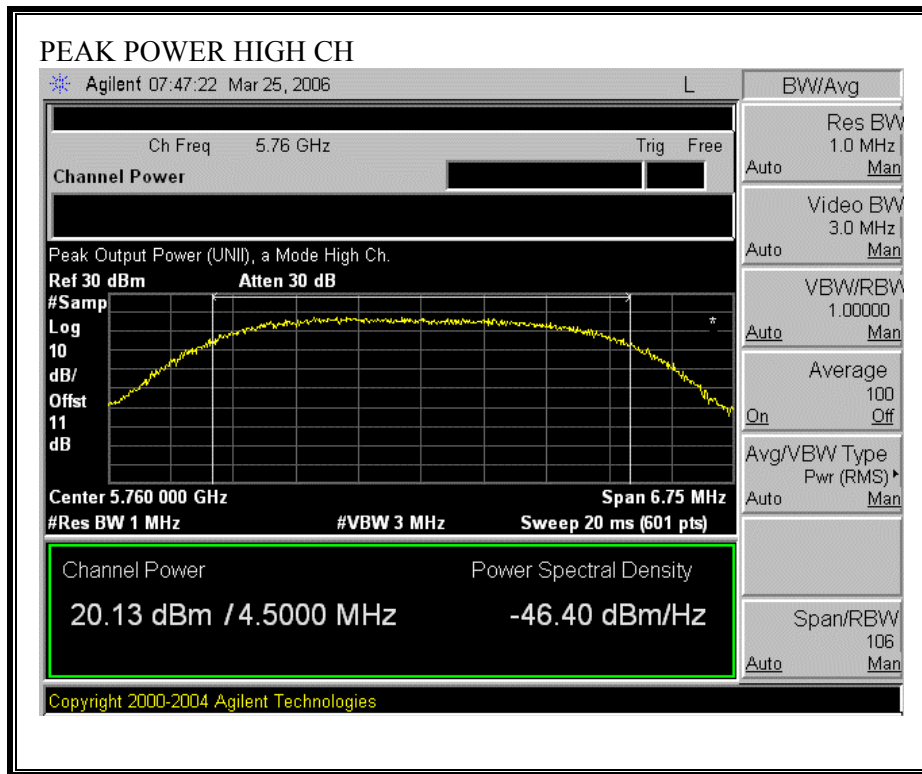 PEAK POWER HIGH CH
Agilent 07:47:22 Mar 25, 2006 L
BW/Avg
Ch Freq 5.76 GHz Trig Free
Channel Power
Res BW
1.0 MHz
Auto Man
Video BW
3.0 MHz
Auto Man
Peak Output Power (UNII), a Mode High Ch.
Ref 30 dBm Atten 30 dB
#Samp
Log
10
dB/
Offst
11
dB
*
VBW/RBW
1.00000
Auto Man
Average
100
On Off
Avg/VBW Type
Pwr (RMS)
Auto Man
Center 5.760 000 GHz Span 6.75 MHz
#Res BW 1 MHz #VBW 3 MHz Sweep 20 ms (601 pts)
Channel Power Power Spectral Density
20.13 dBm / 4.5000 MHz -46.40 dBm/Hz
Span/RBW
106
Auto Man
Copyright 2000-2004 Agilent Technologies